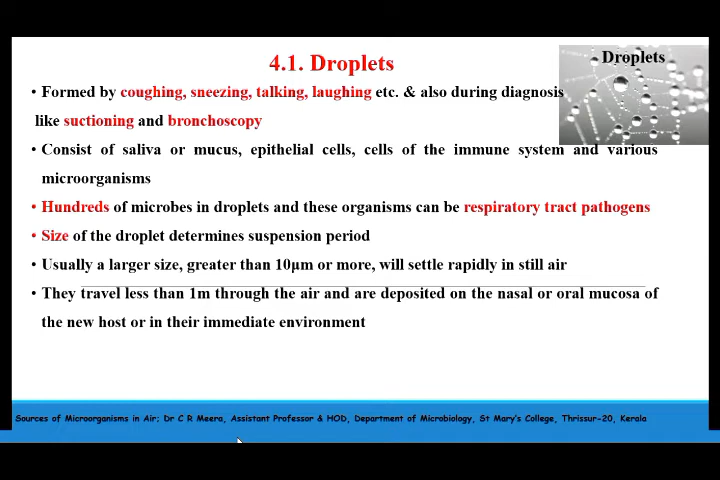 4.1. Droplets
Droplets
• Formed by coughing, sneezing, talking, laughing etc. & also during diagnosis
like suctioning and bronchoscopy
• Consist of saliva or mucus, epithelial cells, cells of the immune system and various
microorganisms
• Hundreds of microbes in droplets and these organisms can be respiratory tract pathogens
• Size of the droplet determines suspension period
• Usually a larger size, greater than 10μm or more, will settle rapidly in still air
• They travel less than 1m through the air and are deposited on the nasal or oral mucosa of
the new host or in their immediate environment
Sources of Microorganisms in Air; Dr C R Meera, Assistant Professor & HOD, Department of Microbiology, St Mary's College, Thrissur-20, Kerala